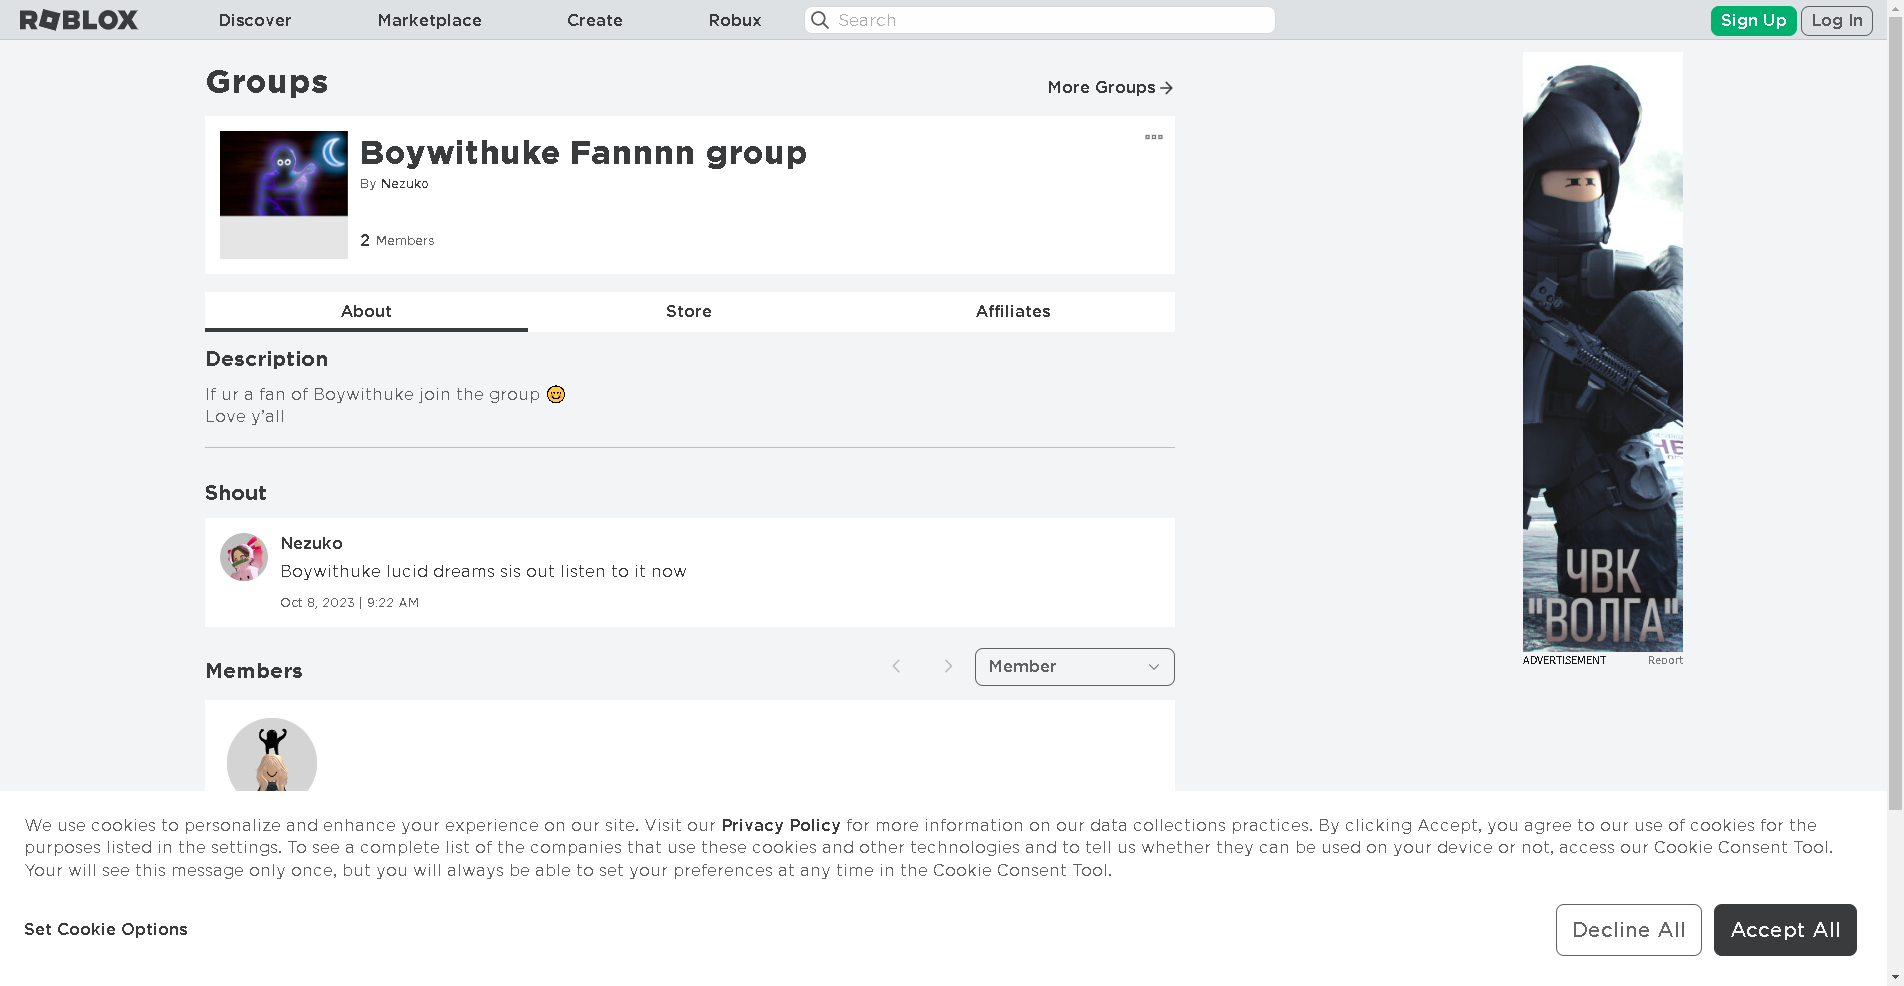 ROBLOX
Discover
Marketplace
Create
Robux
Search
Sign Up
Log In
Groups
More Groups
Boywithuke Fannnn group
By Nezuko
2 Members
About
Store
Affiliates
Description
If ur a fan of Boywithuke join the group 😊
Love y'all
Shout
Nezuko
Boywithuke lucid dreams sis out listen to it now
Oct 8, 2023 | 9:22 AM
Members
Member
ЧВК
"ВОЛГА"
ADVERTISEMENT
Report
We use cookies to personalize and enhance your experience on our site. Visit our Privacy Policy for more information on our data collections practices. By clicking Accept, you agree to our use of cookies for the
purposes listed in the settings. To see a complete list of the companies that use these cookies and other technologies and to tell us whether they can be used on your device or not, access our Cookie Consent Tool.
Your will see this message only once, but you will always be able to set your preferences at any time in the Cookie Consent Tool.
Set Cookie Options
Decline All
Accept All